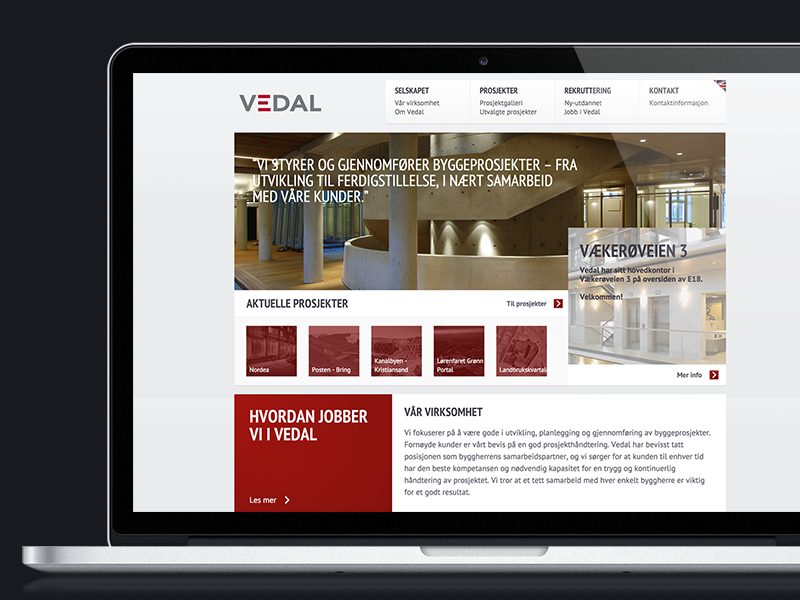 VEDAL
SELSKAPET
Vår virksomhet
Om Vedal
PROSJEKTER
Prosjektgalleri
Utvalgte prosjekter
REKRUTTERING
Ny-utdannet
Jobb i Vedal
KONTAKT
Kontaktinformasjon
"VI STYRER OG GJENNOMFØRER BYGGEPROSJEKTER – FRA
UTVIKLING TIL FERDIGSTILLELSE, I NÆRT SAMARBEID
MED VÅRE KUNDER."
VÆKERØVEIEN 3
Vedal har sitt hovedkontor i
Vækerøveien 3 på oversiden av E18.
Velkommen!
Mer info
AKTUELLE PROSJEKTER
Til prosjekter
Nordea
Posten - Bring
Kanalbyen -
Kristiansand
Lørenfaret Grønn
Portal
Landbrukskvartale
HVORDAN JOBBER
VI I VEDAL
Les mer
VÅR VIRKSOMHET
Vi fokuserer på å være gode i utvikling, planlegging og gjennomføring av byggeprosjekter.
Fornøyde kunder er vårt bevis på en god prosjekthåndtering. Vedal har bevisst tatt
posisjonen som byggherrens samarbeidspartner, og vi sørger for at kunden til enhver tid
har den beste kompetansen og nødvendig kapasitet for en trygg og kontinuerlig
håndtering av prosjektet. Vi tror at et tett samarbeid med hver enkelt byggherre er viktig
for et godt resultat.